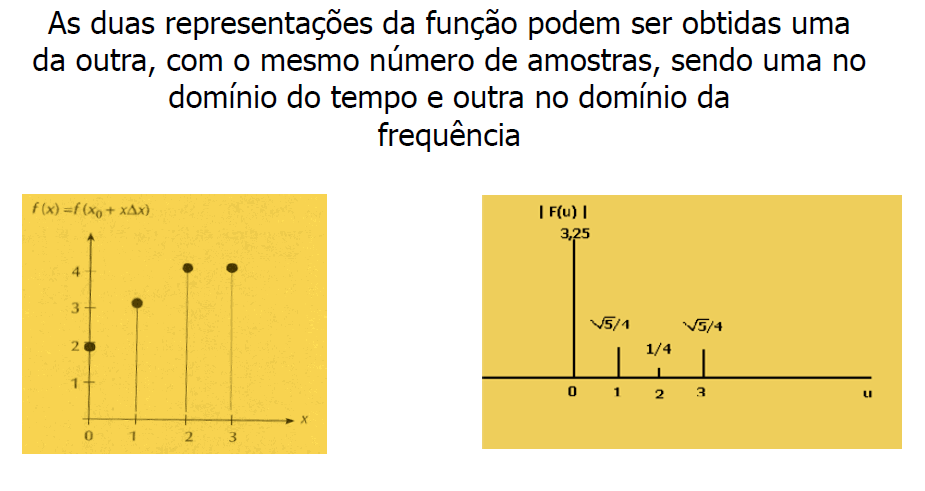 As duas representações da função podem ser obtidas uma
da outra, com o mesmo número de amostras, sendo uma no
domínio do tempo e outra no domínio da
frequência
f(x) =f(x₀ + xΔx)
4
3
2
1
0 1 2 3 x
| F(u) |
3,25
√5/4 √5/4
1/4
0 1 2 3 u